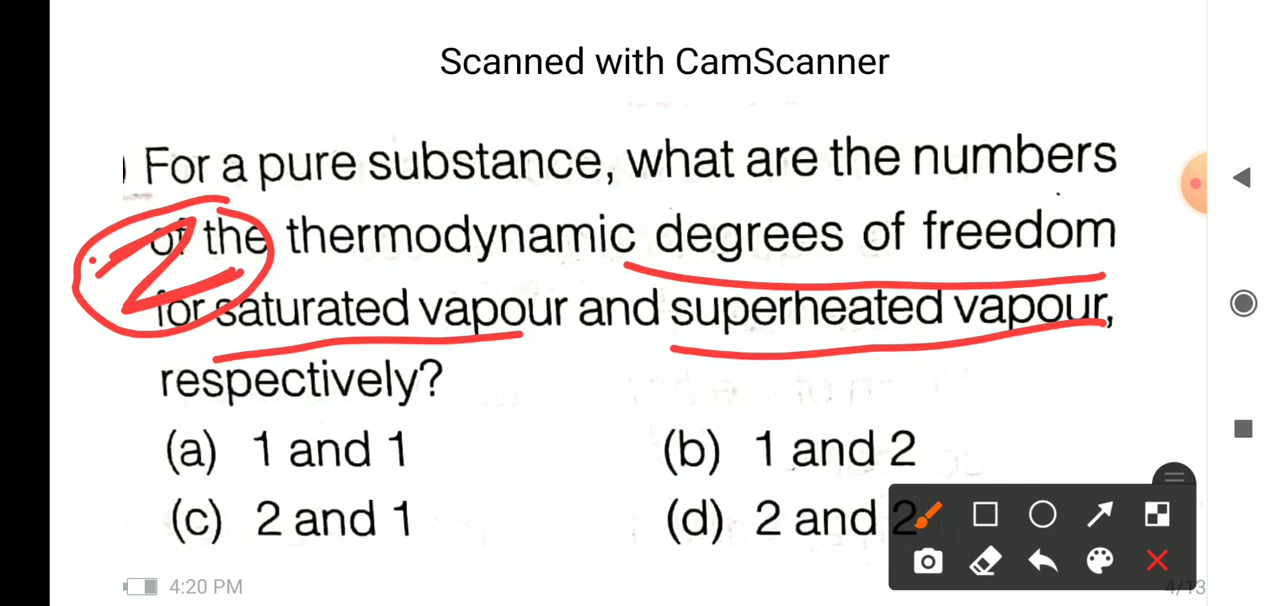 Scanned with CamScanner
For a pure substance, what are the numbers
of the thermodynamic degrees of freedom
for saturated vapour and superheated vapour,
respectively?
(a) 1 and 1 (b) 1 and 2
(c) 2 and 1 (d) 2 and 2
2
4:20 PM 4/13